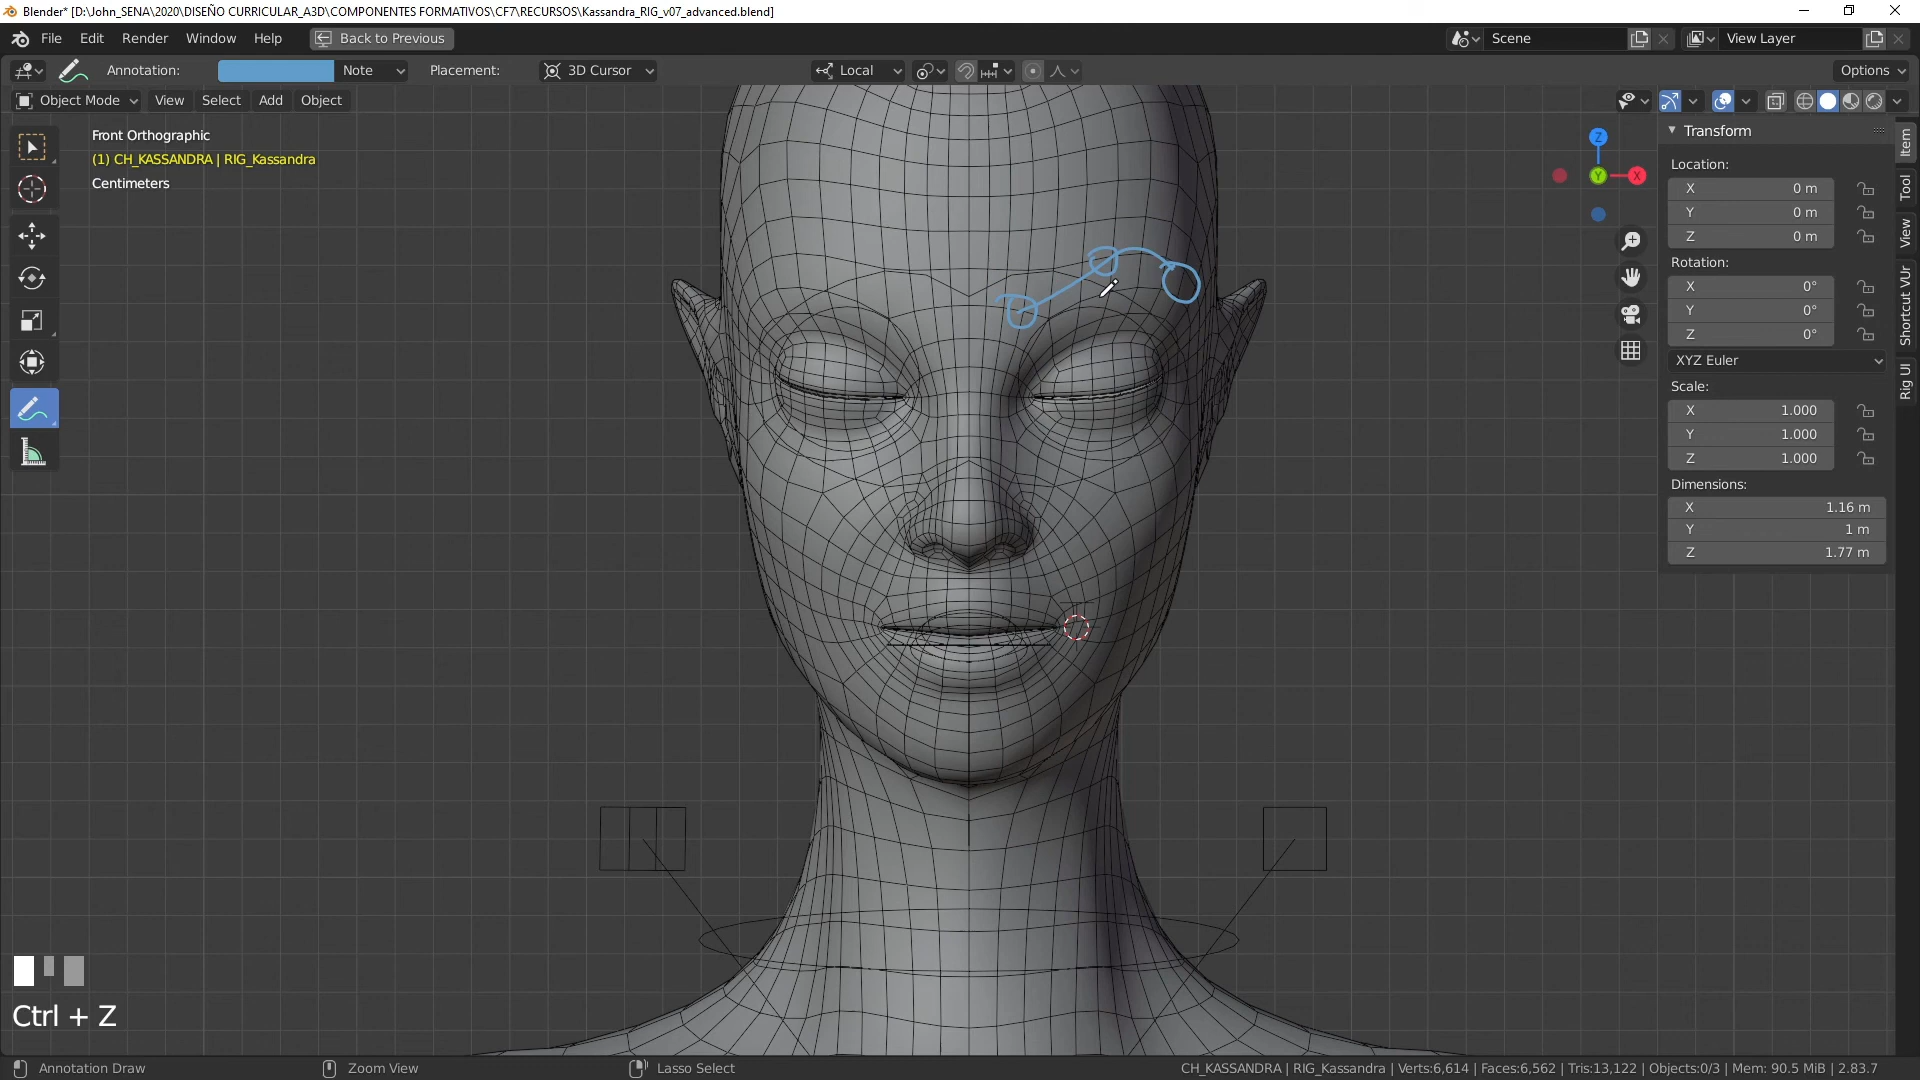 Blender* [D:\John_SENA\2020\DISEÑO CURRICULAR_A3D\COMPONENTES FORMATIVOS\CF7\RECURSOS\Kassandra_RIG_v07_advanced.blend]
File Edit Render Window Help Back to Previous Scene View Layer
Annotation: Note Placement: 3D Cursor Local Options
Object Mode View Select Add Object
Front Orthographic
(1) CH_KASSANDRA | RIG_Kassandra
Centimeters
Z
Y
X
Transform
Location:
X 0 m
Y 0 m
Z 0 m
Rotation:
X 0°
Y 0°
Z 0°
XYZ Euler
Scale:
X 1.000
Y 1.000
Z 1.000
Dimensions:
X 1.16 m
Y 1 m
Z 1.77 m
Item
Tool
View
Shortcut VUr
Rig UI
Ctrl + Z
Annotation Draw Zoom View Lasso Select CH_KASSANDRA | RIG_Kassandra | Verts:6,614 | Faces:6,562 | Tris:13,122 | Objects:0/3 | Mem: 90.5 MiB | 2.83.7